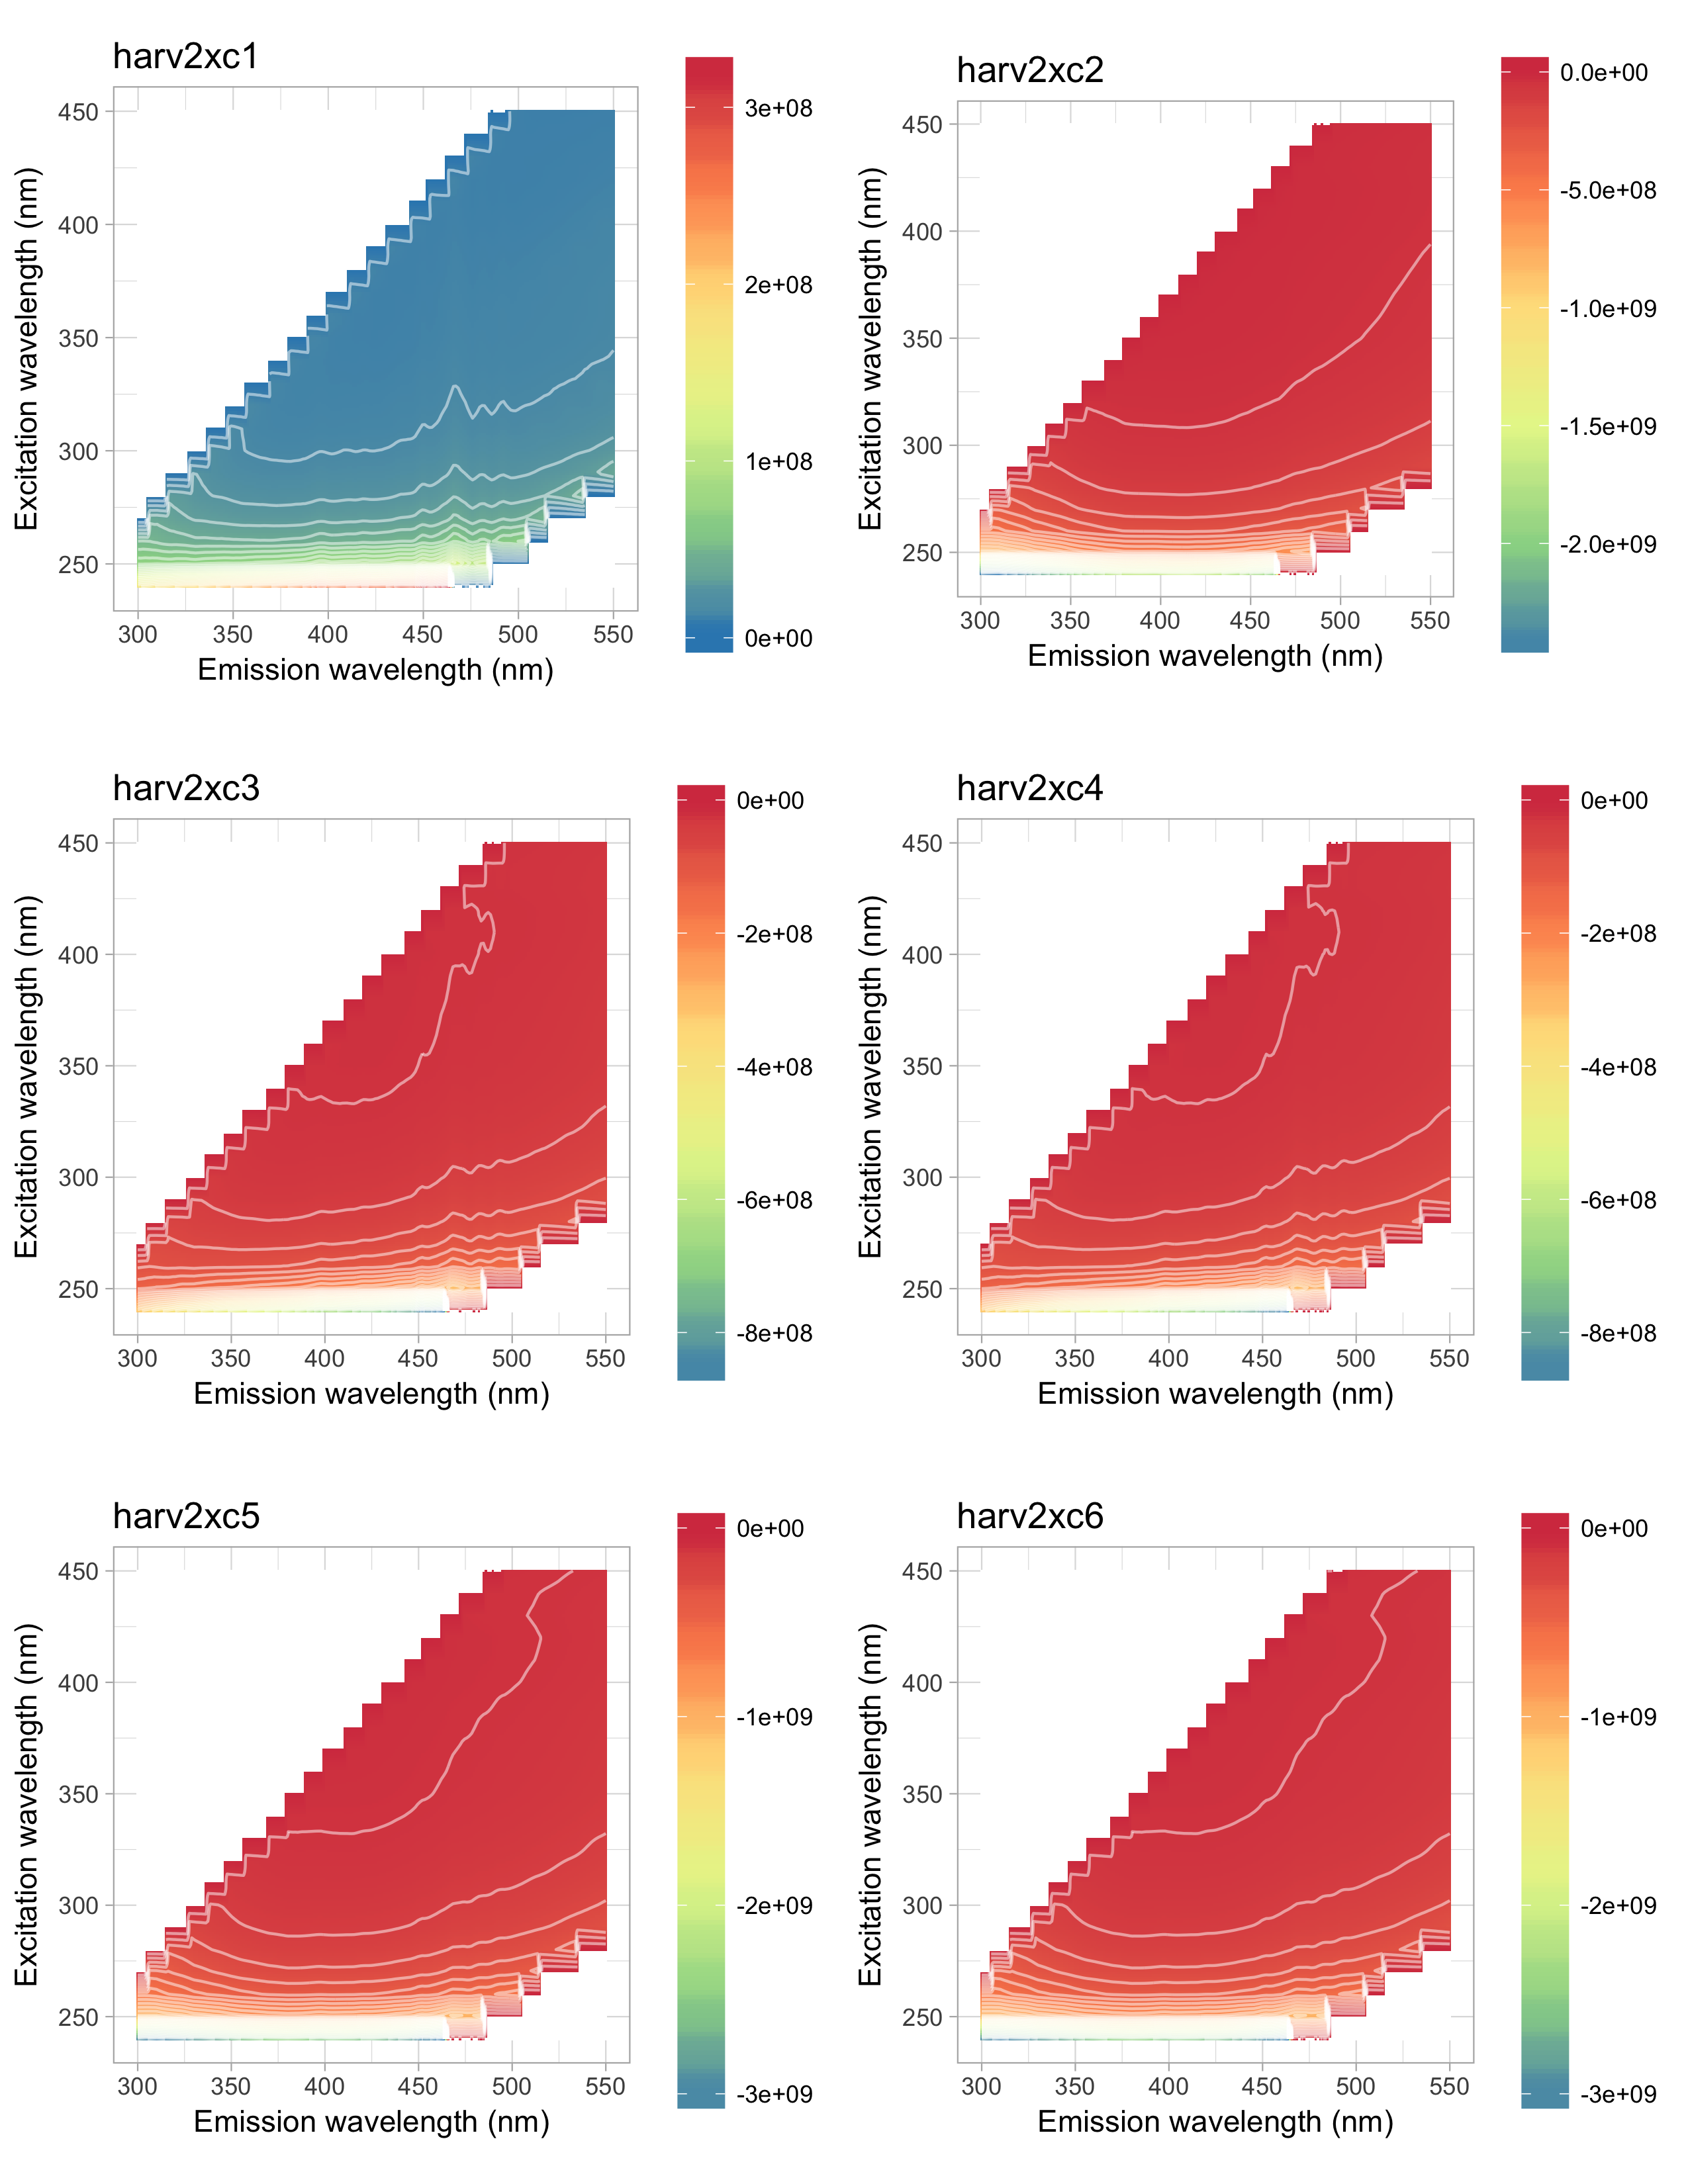 harv2xc1
Excitation wavelength (nm)
450
400
350
300
250
300 350 400 450 500 550
Emission wavelength (nm)
3e+08
2e+08
1e+08
0e+00
harv2xc2
Excitation wavelength (nm)
450
400
350
300
250
300 350 400 450 500 550
Emission wavelength (nm)
0.0e+00
-5.0e+08
-1.0e+09
-1.5e+09
-2.0e+09
harv2xc3
Excitation wavelength (nm)
450
400
350
300
250
300 350 400 450 500 550
Emission wavelength (nm)
0e+00
-2e+08
-4e+08
-6e+08
-8e+08
harv2xc4
Excitation wavelength (nm)
450
400
350
300
250
300 350 400 450 500 550
Emission wavelength (nm)
0e+00
-2e+08
-4e+08
-6e+08
-8e+08
harv2xc5
Excitation wavelength (nm)
450
400
350
300
250
300 350 400 450 500 550
Emission wavelength (nm)
0e+00
-1e+09
-2e+09
-3e+09
harv2xc6
Excitation wavelength (nm)
450
400
350
300
250
300 350 400 450 500 550
Emission wavelength (nm)
0e+00
-1e+09
-2e+09
-3e+09